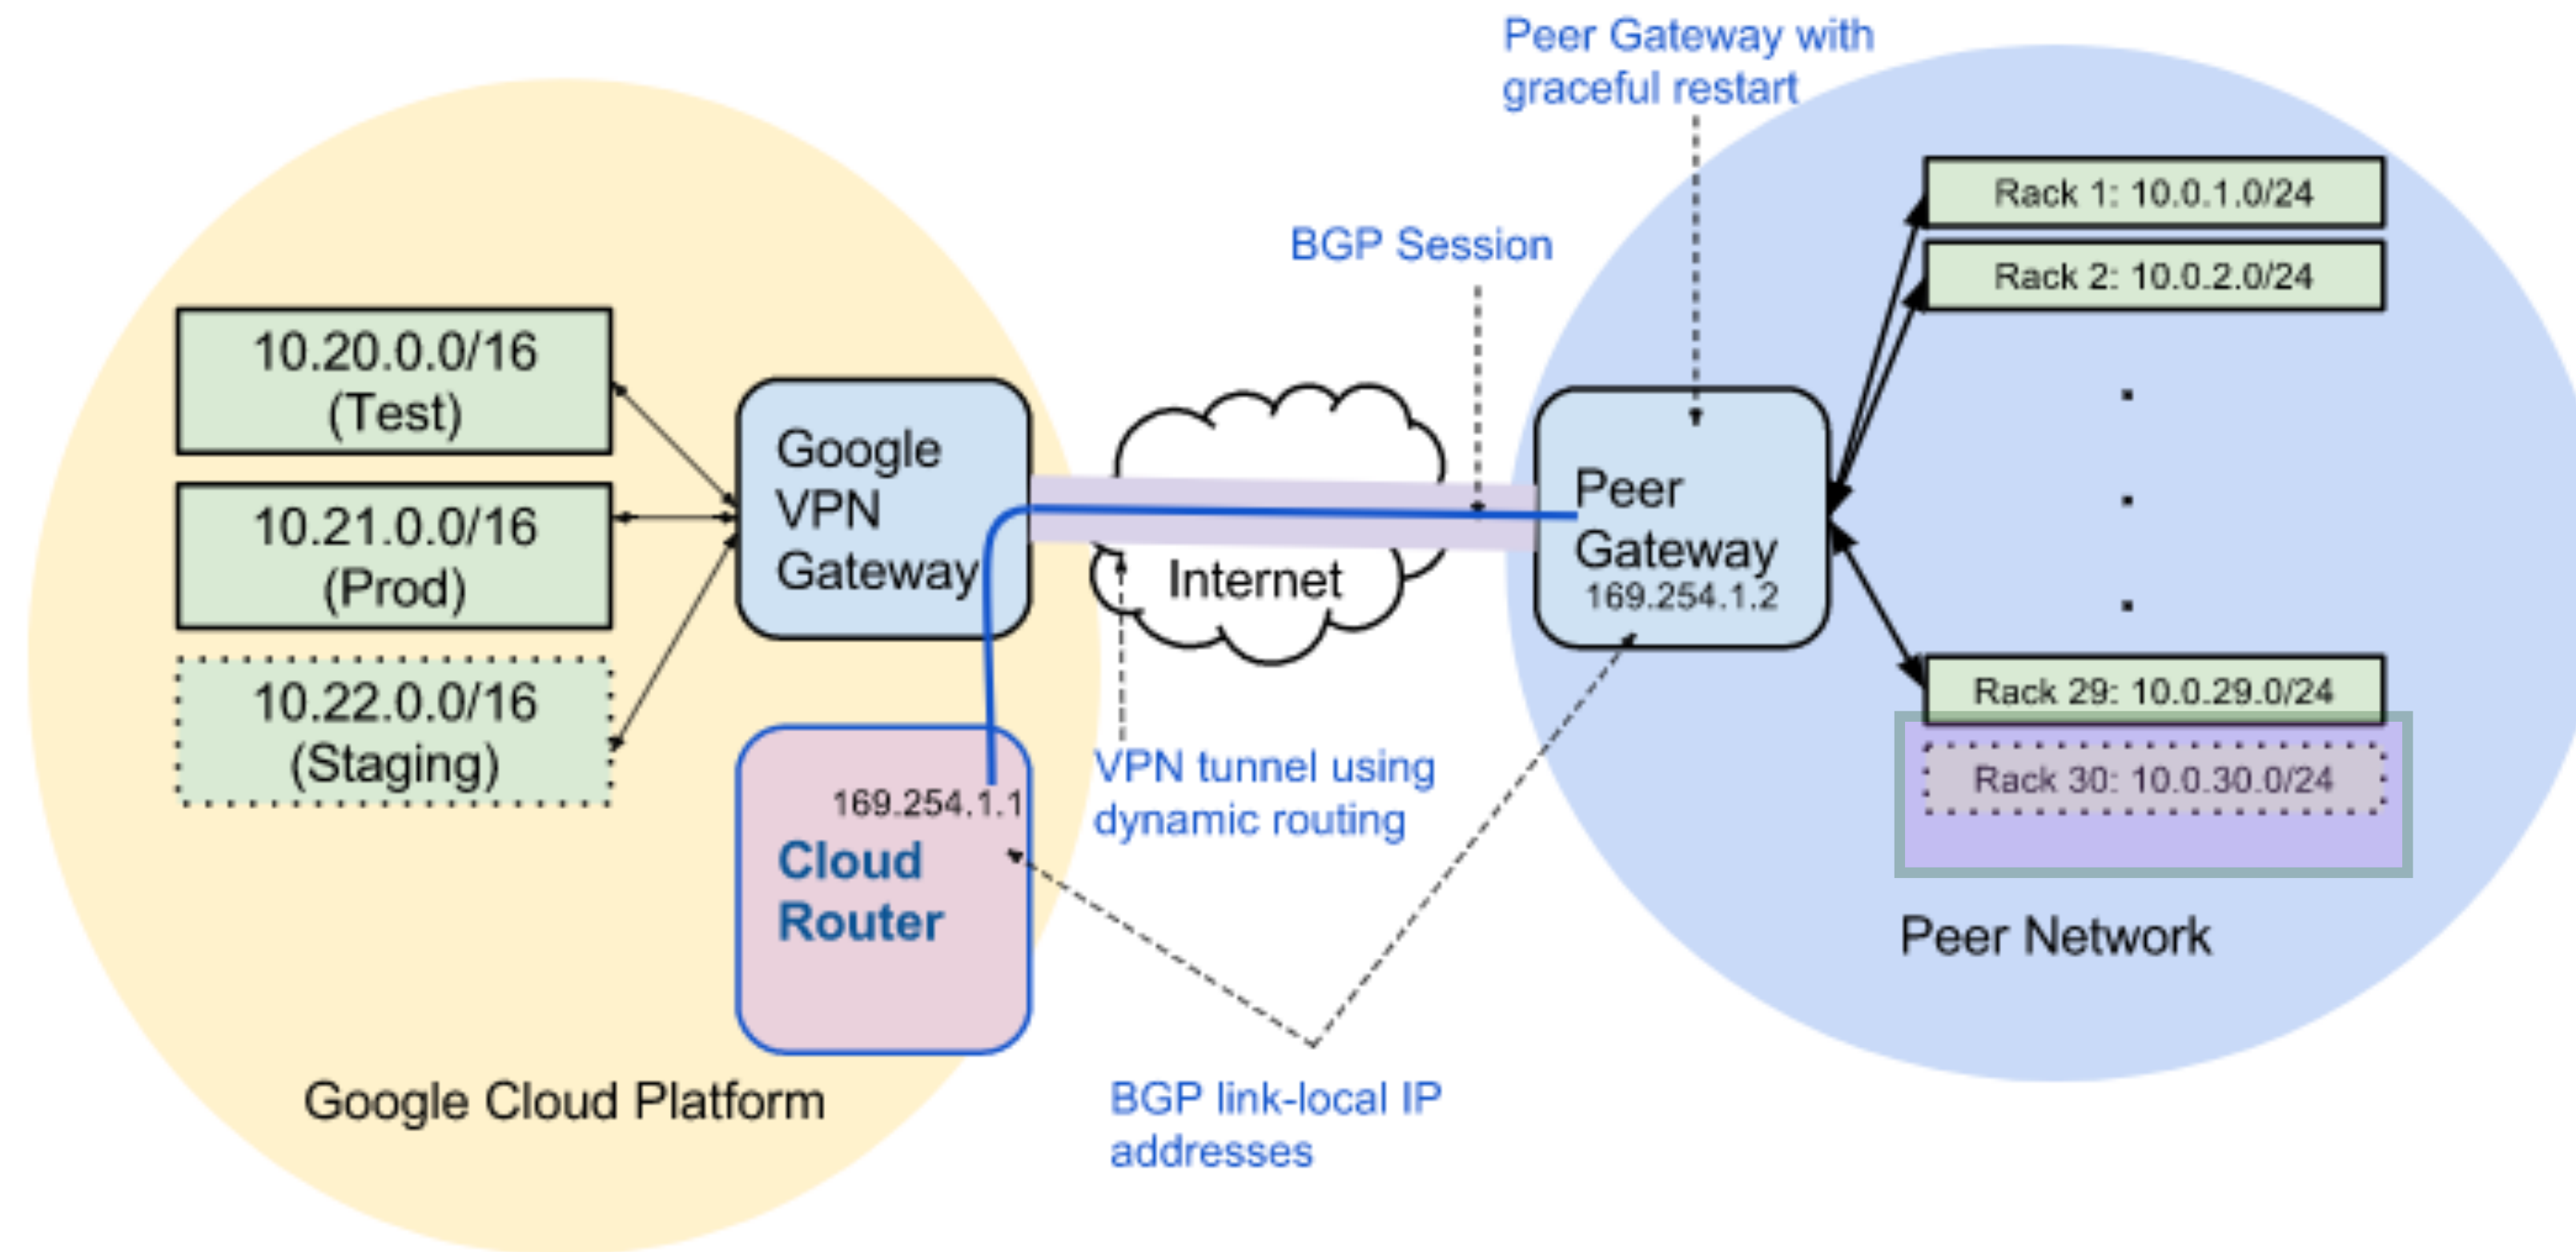 Peer Gateway with
graceful restart
BGP Session
Rack 1: 10.0.1.0/24
Rack 2: 10.0.2.0/24
10.20.0.0/16
(Test)
10.21.0.0/16
(Prod)
10.22.0.0/16
(Staging)
Google
VPN
Gateway
Internet
Peer
Gateway
169.254.1.2
Rack 29: 10.0.29.0/24
Rack 30: 10.0.30.0/24
169.254.1.1
Cloud
Router
VPN tunnel using
dynamic routing
Peer Network
Google Cloud Platform
BGP link-local IP
addresses